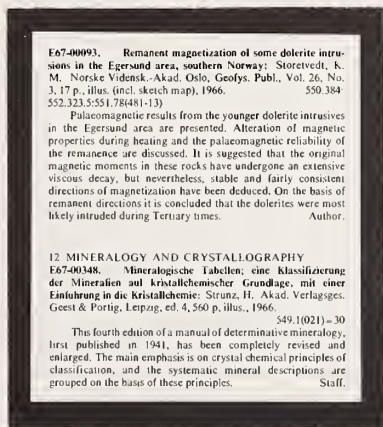 E67-00093. Remanent magnetization of some dolerite intru-
sions in the Egersund area, southern Norway: Storetvedt, K.
M. Norske Vidensk.-Akad. Oslo, Geofys. Publ., Vol. 26, No.
3, 17 p., illus. (incl. sketch map), 1966. 550.384
552.323.5:551.78(481-13)
Palaeomagnetic results from the younger dolerite intrusives
in the Egersund area are presented. Alteration of magnetic
properties during heating and the palaeomagnetic reliability of
the remanence are discussed. It is suggested that the original
magnetic moments in these rocks have undergone an extensive
viscous decay, but nevertheless, stable and fairly consistent
directions of magnetization have been deduced. On the basis of
remanent directions it is concluded that the dolerites were most
likely intruded during Tertiary times. Author.
12 MINERALOGY AND CRYSTALLOGRAPHY
E67-00348. Mineralogische Tabellen; eine Klassifizierung
der Mineralien auf kristallchemischer Grundlage, mit einer
Einfuhrung in die Kristallchemie: Strunz, H. Akad. Verlagsges.
Geest & Portig, Leipzig, ed. 4, 560 p, illus., 1966.
549.1(021)=30
This fourth edition of a manual of determinative mineralogy,
first published in 1941, has been completely revised and
enlarged. The main emphasis is on crystal chemical principles of
classification, and the systematic mineral descriptions are
grouped on the basis of these principles. Staff.